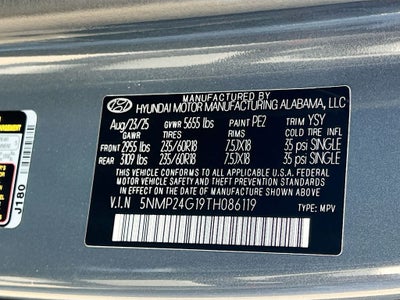 MANUFACTURED BY
HYUNDAI MOTOR MANUFACTURING ALABAMA, LLC
Aug/23/25 GVWR 5655 lbs PAINT PE2 TRIM YSY
GAWR TIRES RIMS COLD TIRE INFL
FRONT 2955 lbs 235/60R18 7.5JX18 35 psi SINGLE
REAR 3109 lbs 235/60R18 7.5JX18 35 psi SINGLE
THIS VEHICLE CONFORMS TO ALL APPLICABLE U.S.
FEDERAL MOTOR VEHICLE SAFETY STANDARDS
IN EFFECT ON THE DATE OF MANUFACTURE SHOWN ABOVE.
V.I.N 5NMP24G19TH086119 TYPE: MPV
J180